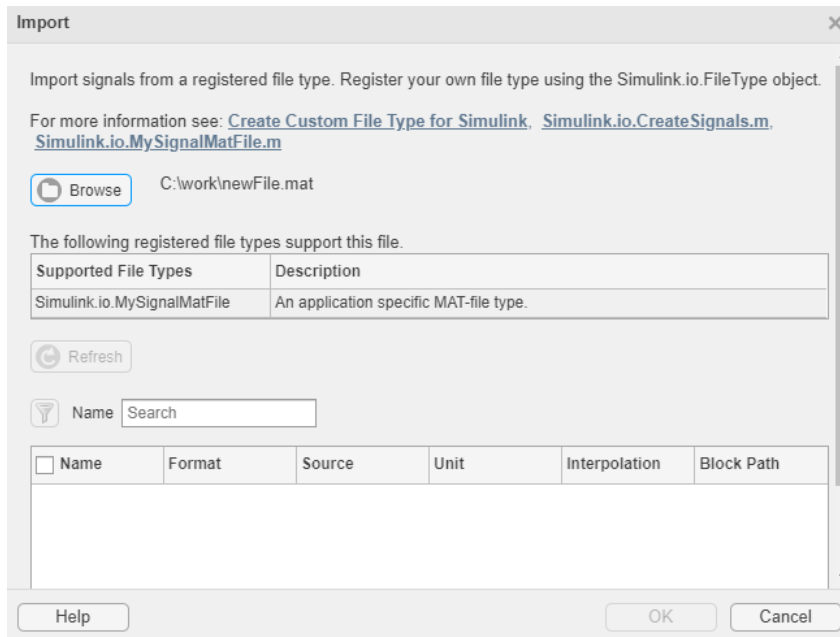 Import
Import signals from a registered file type. Register your own file type using the Simulink.io.FileType object.
For more information see: Create Custom File Type for Simulink, Simulink.io.CreateSignals.m,
Simulink.io.MySignalMatFile.m
Browse C:\work\newFile.mat
The following registered file types support this file.
Supported File Types Description
Simulink.io.MySignalMatFile An application specific MAT-file type.
Refresh
Name Search
Name Format Source Unit Interpolation Block Path
Help OK Cancel